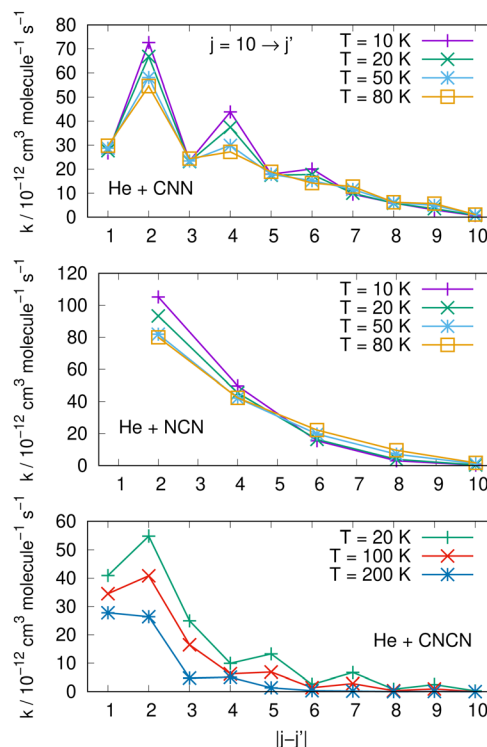 80
70
60
50
40
30
20
10
0
k / 10⁻¹² cm³ molecule⁻¹ s⁻¹
j = 10 → j'
T = 10 K
T = 20 K
T = 50 K
T = 80 K
He + CNN
1 2 3 4 5 6 7 8 9 10
120
100
80
60
40
20
0
k / 10⁻¹² cm³ molecule⁻¹ s⁻¹
T = 10 K
T = 20 K
T = 50 K
T = 80 K
He + NCN
1 2 3 4 5 6 7 8 9 10
60
50
40
30
20
10
0
k / 10⁻¹² cm³ molecule⁻¹ s⁻¹
T = 20 K
T = 100 K
T = 200 K
He + CNCN
1 2 3 4 5 6 7 8 9 10
|j–j'|